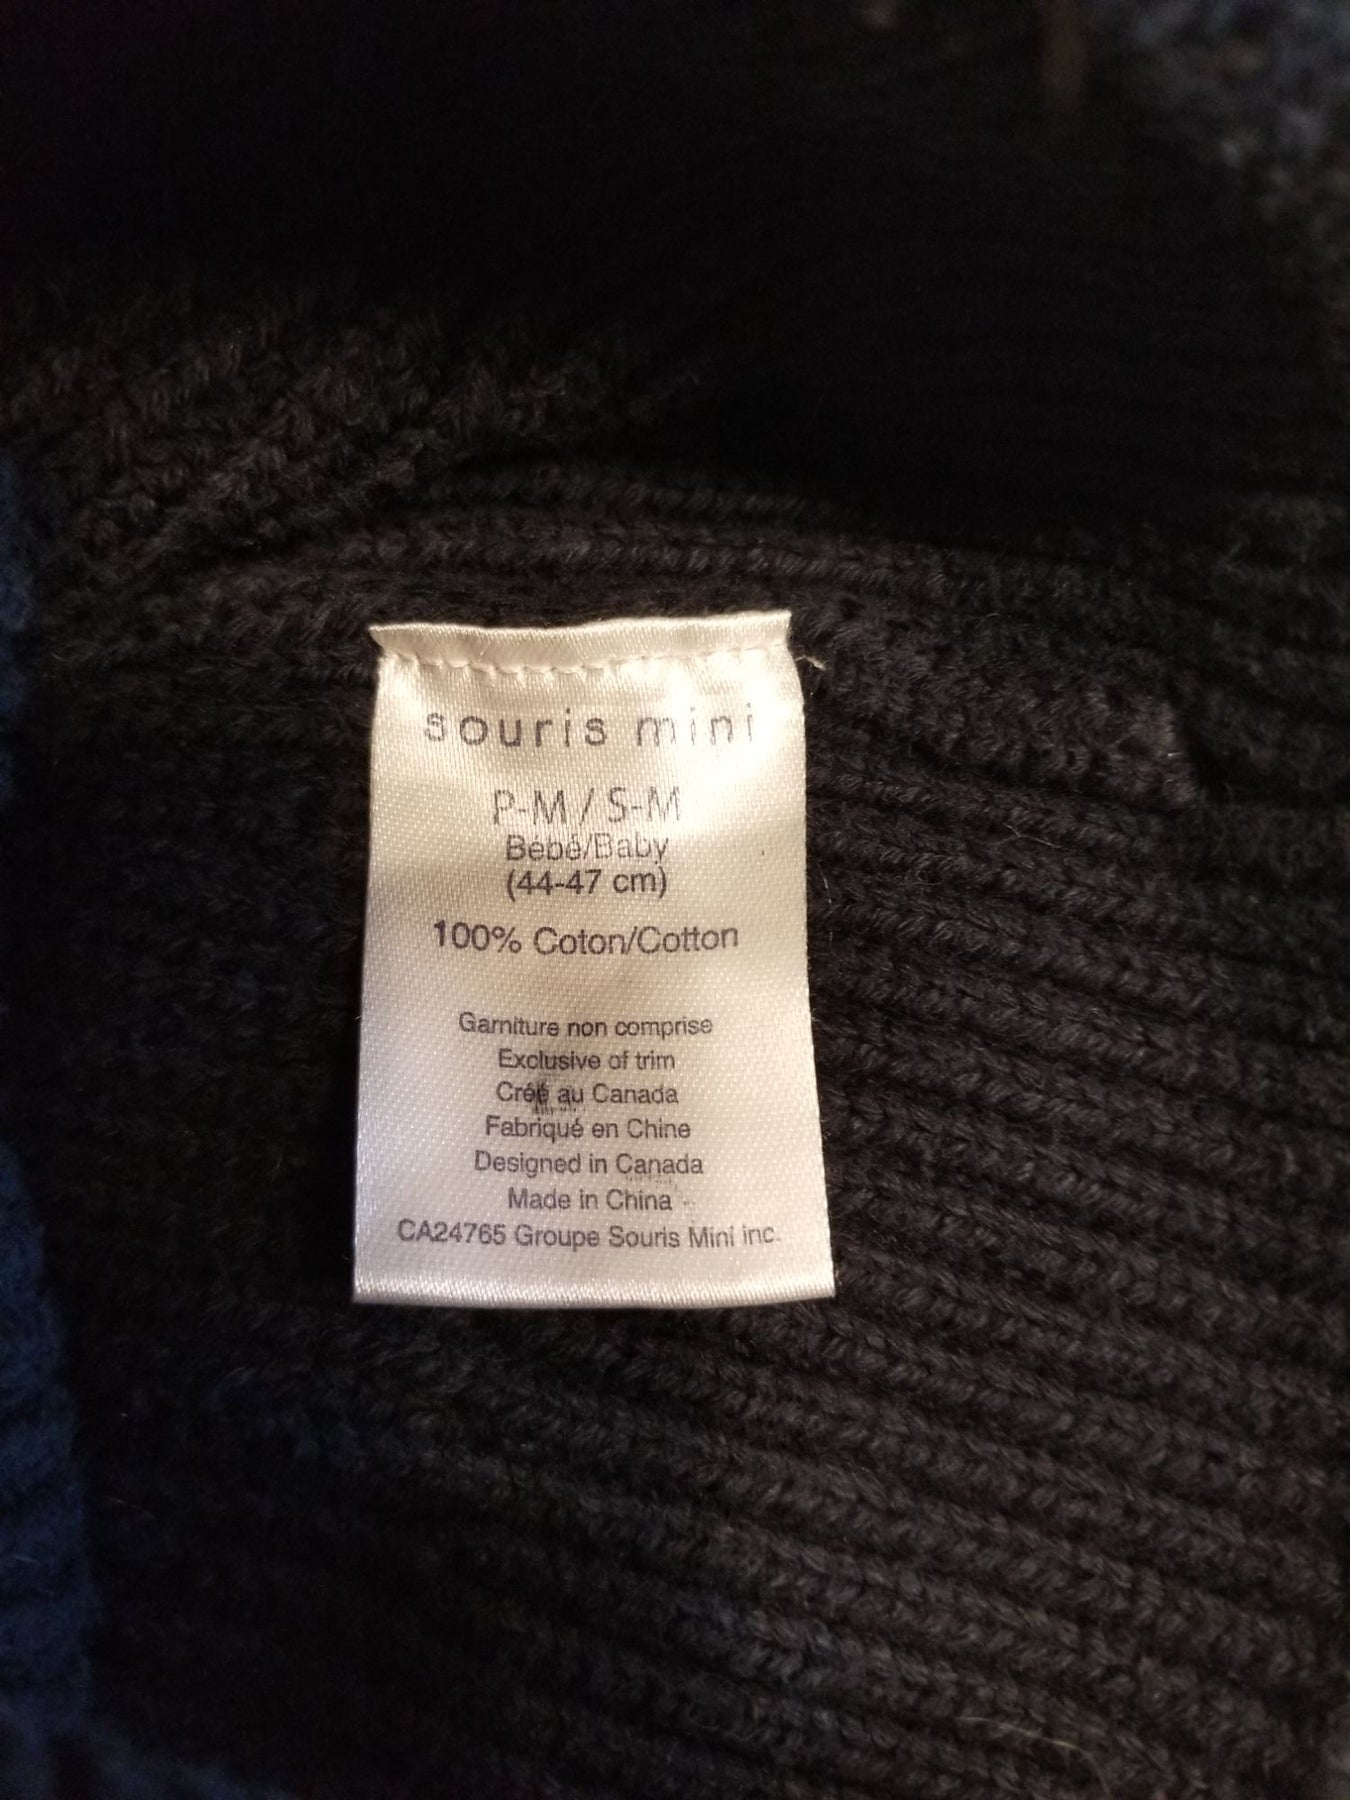 souris mini
P-M / S-M
Bébé/Baby
(44-47 cm)
100% Coton/Cotton
Garniture non comprise
Exclusive of trim
Créé au Canada
Fabriqué en Chine
Designed in Canada
Made in China
CA24765 Groupe Souris Mini inc.